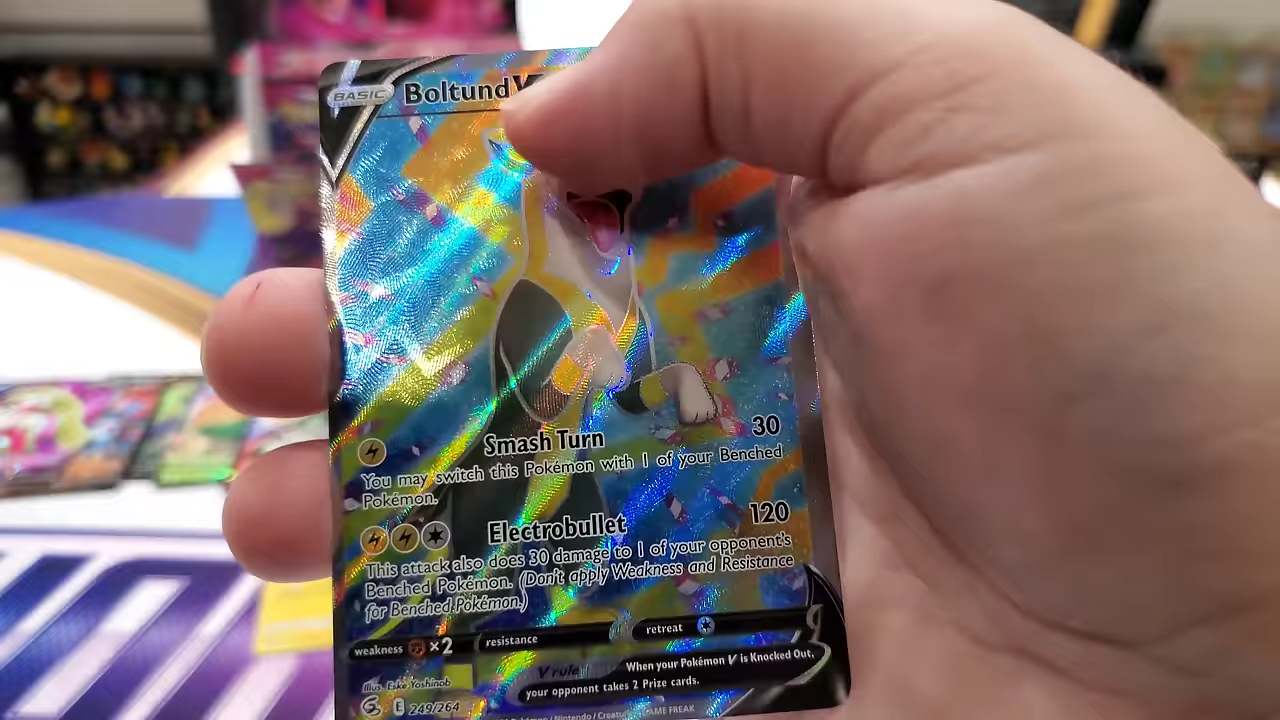 BASIC
Boltund V
Smash Turn 30
You may switch this Pokémon with 1 of your Benched
Pokémon.
Electrobullet 120
This attack also does 30 damage to 1 of your opponent's
Benched Pokémon. (Don't apply Weakness and Resistance
for Benched Pokémon.)
weakness ×2 resistance retreat
V rule When your Pokémon V is Knocked Out,
your opponent takes 2 Prize cards.
Illus. Eske Yoshinob
E 249/264
Pokémon / Nintendo / Creatures GAME FREAK